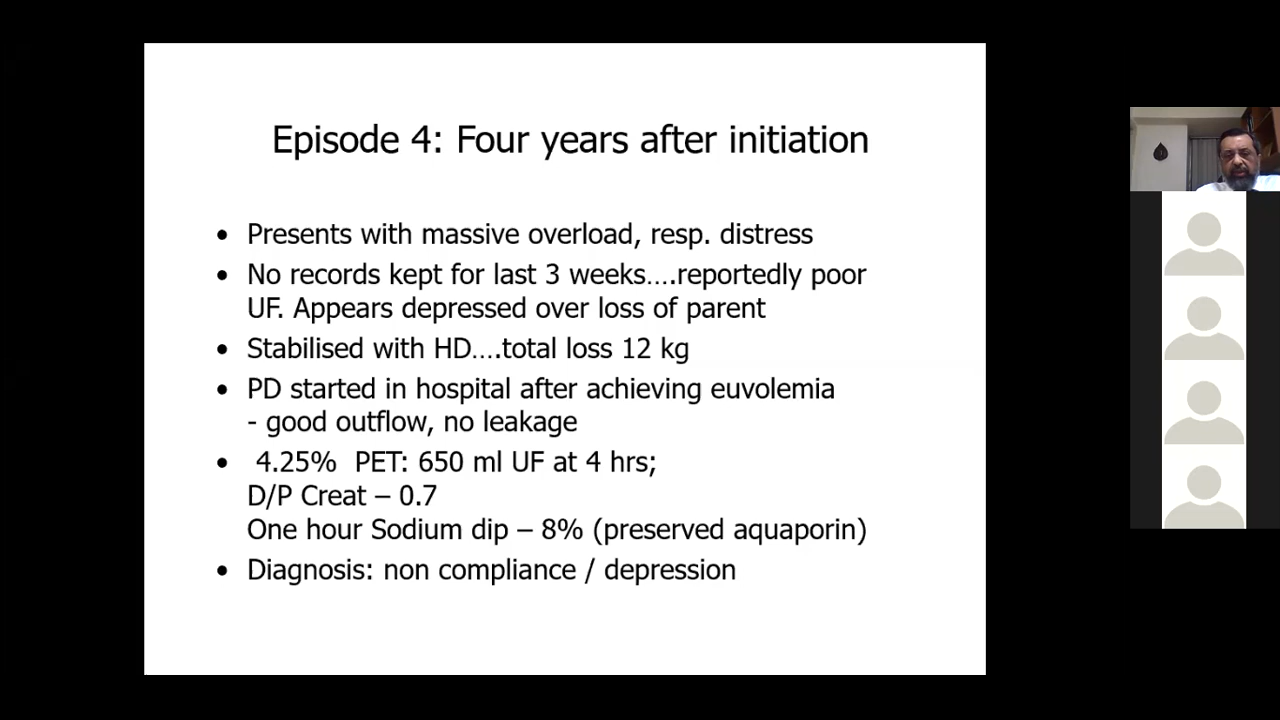 Episode 4: Four years after initiation
• Presents with massive overload, resp. distress
• No records kept for last 3 weeks….reportedly poor
UF. Appears depressed over loss of parent
• Stabilised with HD….total loss 12 kg
• PD started in hospital after achieving euvolemia
- good outflow, no leakage
• 4.25% PET: 650 ml UF at 4 hrs;
D/P Creat – 0.7
One hour Sodium dip – 8% (preserved aquaporin)
• Diagnosis: non compliance / depression